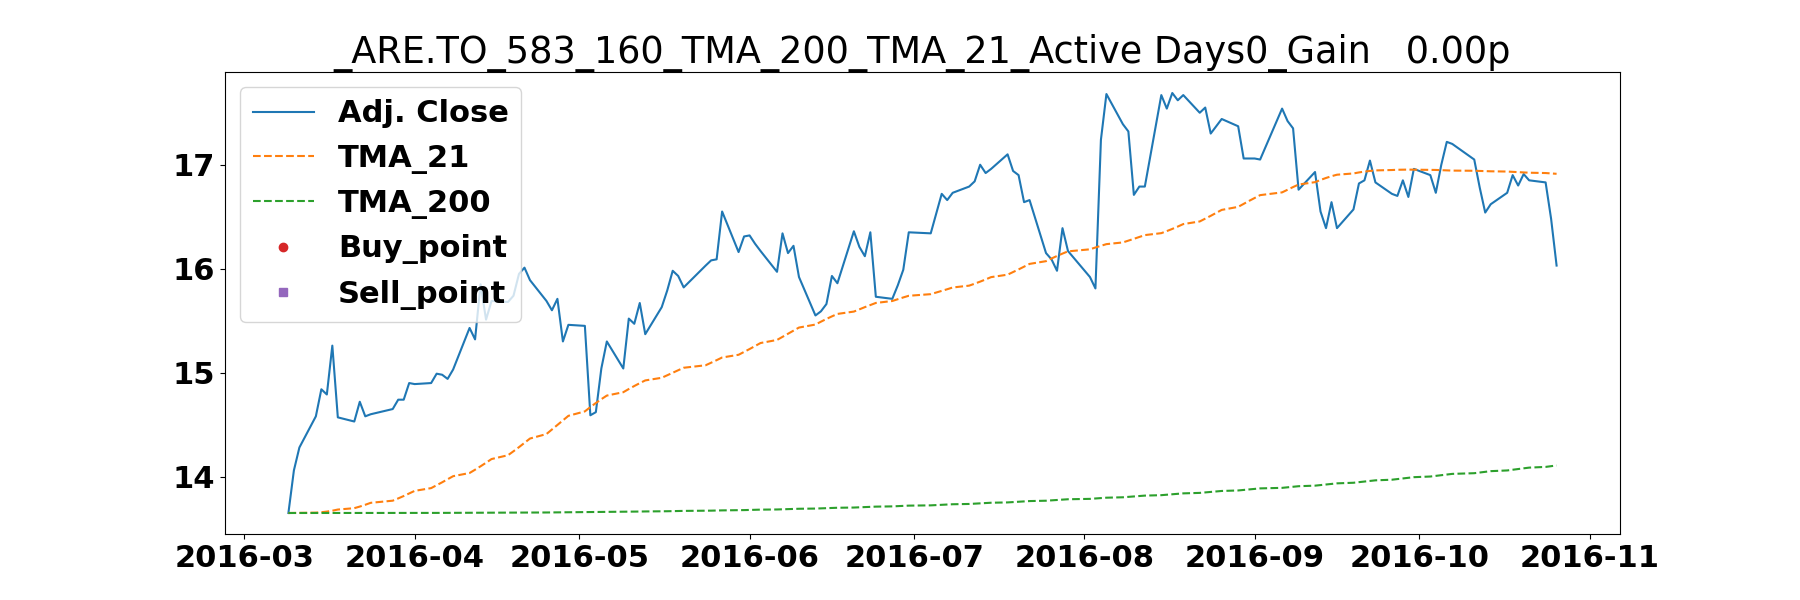 _ARE.TO_583_160_TMA_200_TMA_21_Active Days0_Gain   0.00p
Adj. Close
TMA_21
TMA_200
Buy_point
Sell_point
17
16
15
14
2016-03 2016-04 2016-05 2016-06 2016-07 2016-08 2016-09 2016-10 2016-11